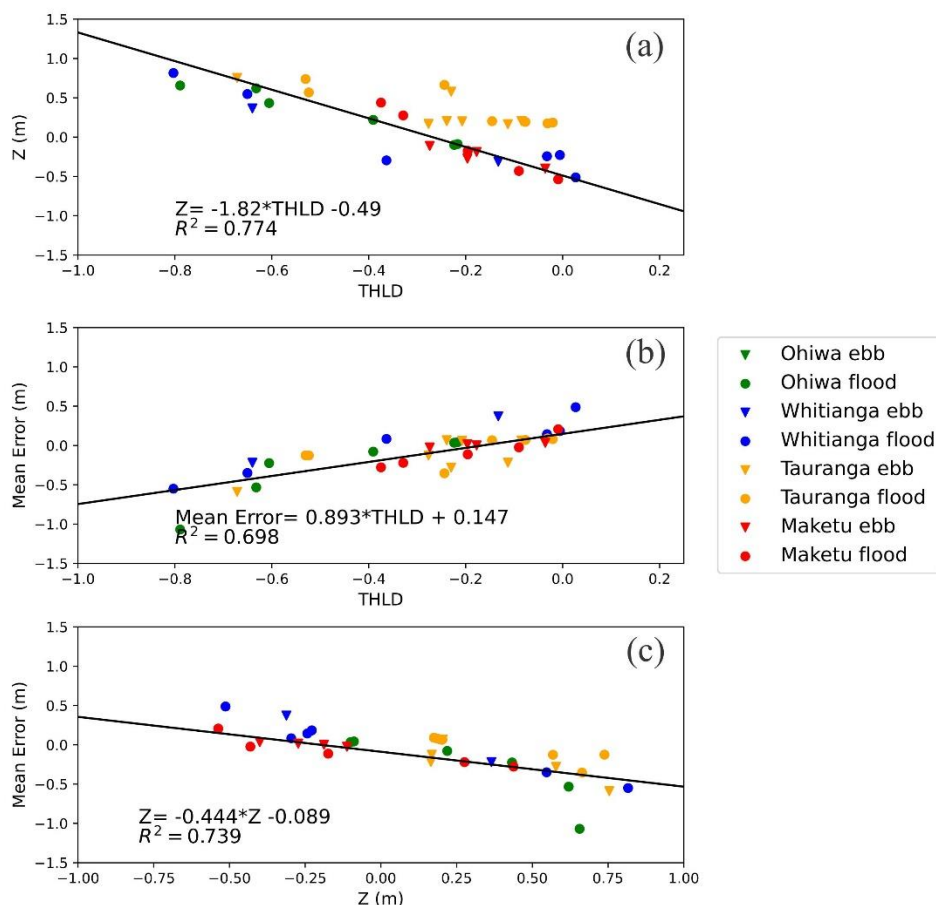 (a)
1.5
1.0
0.5
0.0
−0.5
−1.0
−1.5
Z (m)
Z= -1.82*THLD -0.49
R² = 0.774
−1.0 −0.8 −0.6 −0.4 −0.2 0.0 0.2
THLD
(b)
1.5
1.0
0.5
0.0
−0.5
−1.0
−1.5
Mean Error (m)
Mean Error= 0.893*THLD + 0.147
R² = 0.698
−1.0 −0.8 −0.6 −0.4 −0.2 0.0 0.2
THLD
Ohiwa ebb
Ohiwa flood
Whitianga ebb
Whitianga flood
Tauranga ebb
Tauranga flood
Maketu ebb
Maketu flood
(c)
1.5
1.0
0.5
0.0
−0.5
−1.0
−1.5
Mean Error (m)
Z= -0.444*Z -0.089
R² = 0.739
−1.00 −0.75 −0.50 −0.25 0.00 0.25 0.50 0.75 1.00
Z (m)